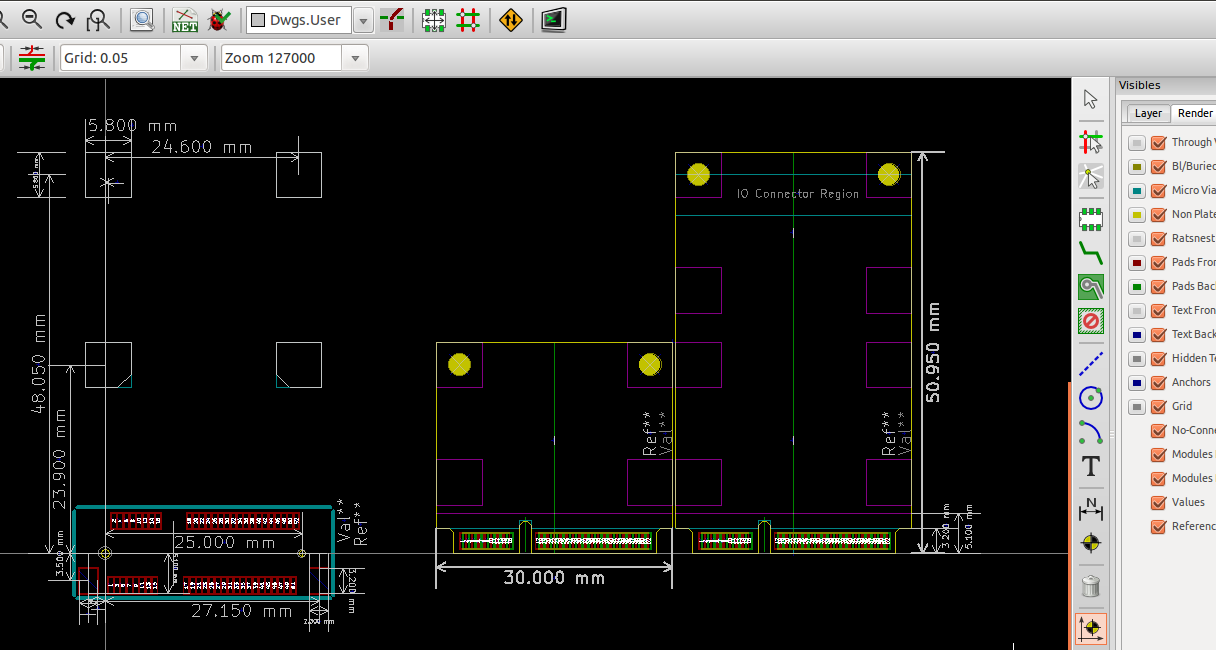 NET
Dwgs.User
Grid: 0.05
Zoom 127000
Visibles
Layer
Render
Through V
Bl/Buried
Micro Via
Non Plate
Ratsnest
Pads Fron
Pads Back
Text Fron
Text Back
Hidden Te
Anchors
Grid
No-Conne
Modules
Modules
Values
Referenc
T
N
5.800 mm
24.600 mm
5.800 mm
48.050 mm
23.900 mm
3.500 mm
25.000 mm
27.150 mm
3.200 mm
Val**
Ref**
IO Connector Region
Ref**
Val**
30.000 mm
Ref**
Val**
50.950 mm
3.200 mm
5.100 mm